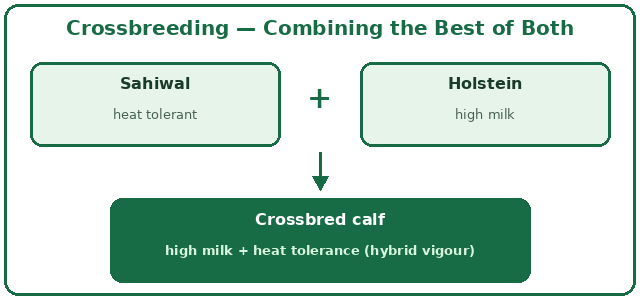 Crossbreeding — Combining the Best of Both
Sahiwal
heat tolerant
+
Holstein
high milk
Crossbred calf
high milk + heat tolerance (hybrid vigour)